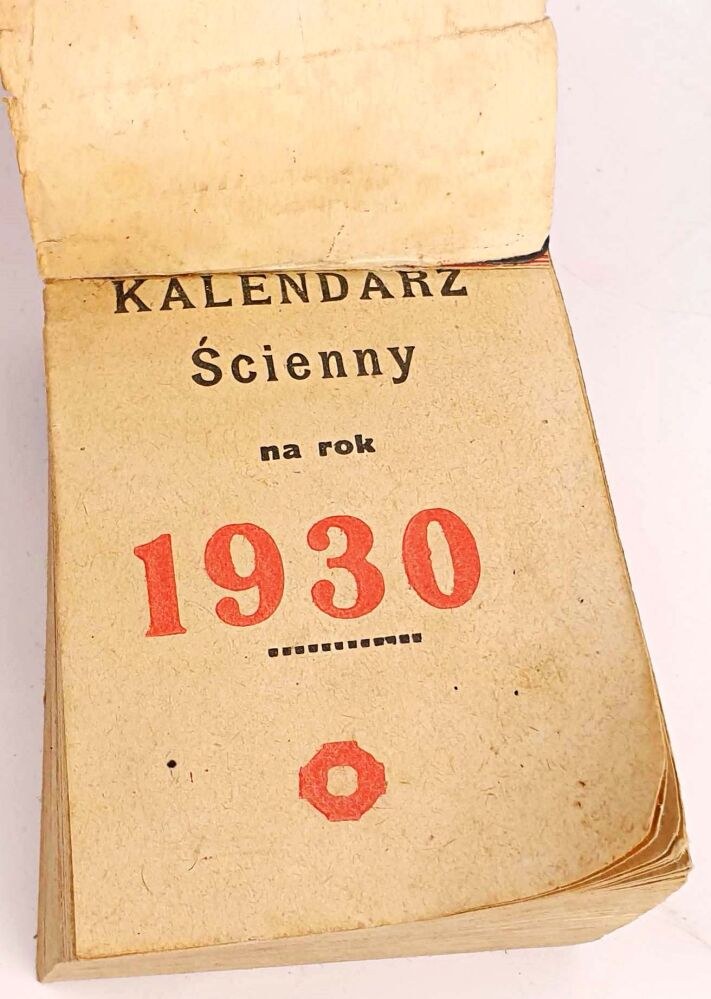 KALENDARZ
Ścienny
na rok
1930